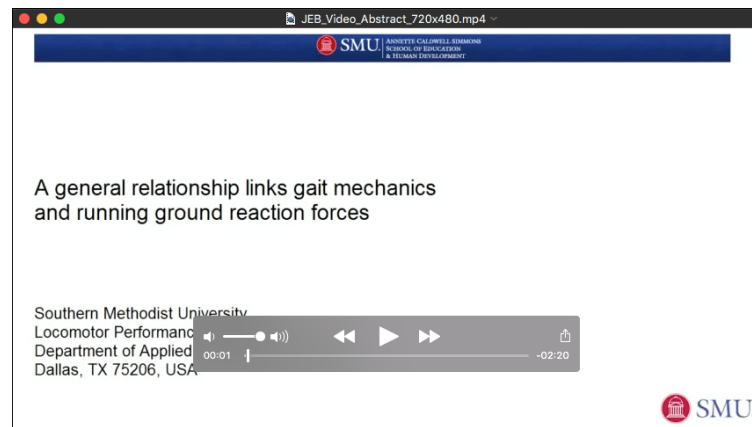 JEB_Video_Abstract_720x480.mp4
SMU. ANNETTE CALDWELL SIMMONS
SCHOOL OF EDUCATION
& HUMAN DEVELOPMENT
A general relationship links gait mechanics
and running ground reaction forces
Southern Methodist University
Locomotor Performanc
Department of Applied
Dallas, TX 75206, USA
00:01
-02:20
SMU